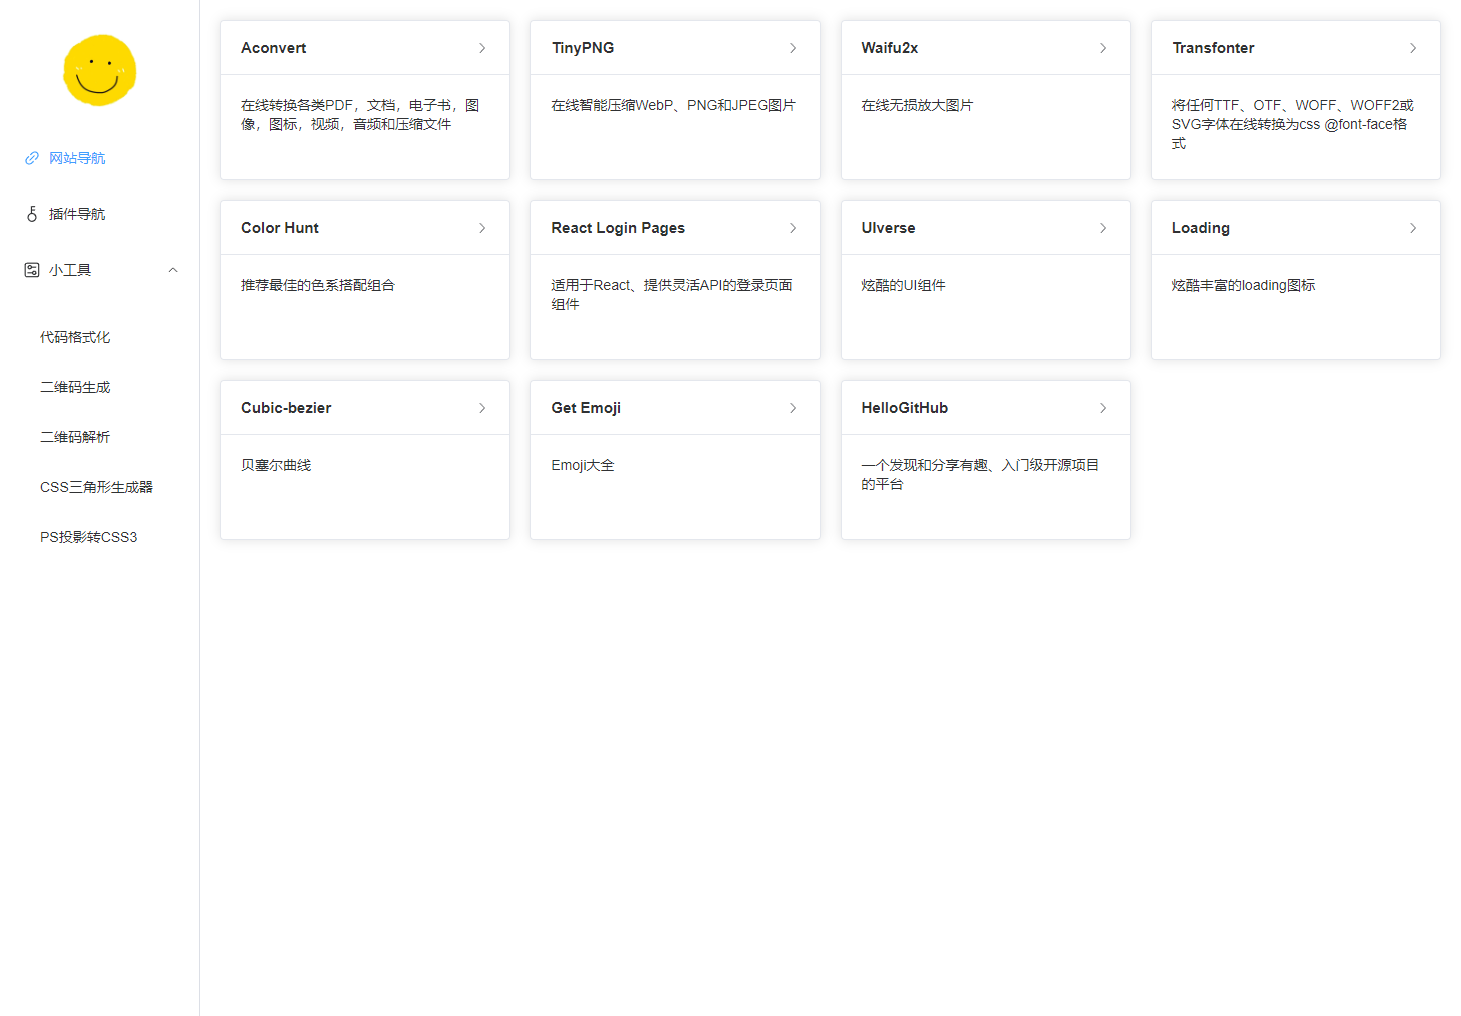 网站导航
插件导航
小工具
代码格式化
二维码生成
二维码解析
CSS三角形生成器
PS投影转CSS3
Aconvert
在线转换各类PDF，文档，电子书，图
像，图标，视频，音频和压缩文件
TinyPNG
在线智能压缩WebP、PNG和JPEG图片
Waifu2x
在线无损放大图片
Transfonter
将任何TTF、OTF、WOFF、WOFF2或
SVG字体在线转换为css @font-face格
式
Color Hunt
推荐最佳的色系搭配组合
React Login Pages
适用于React、提供灵活API的登录页面
组件
UIverse
炫酷的UI组件
Loading
炫酷丰富的loading图标
Cubic-bezier
贝塞尔曲线
Get Emoji
Emoji大全
HelloGitHub
一个发现和分享有趣、入门级开源项目
的平台